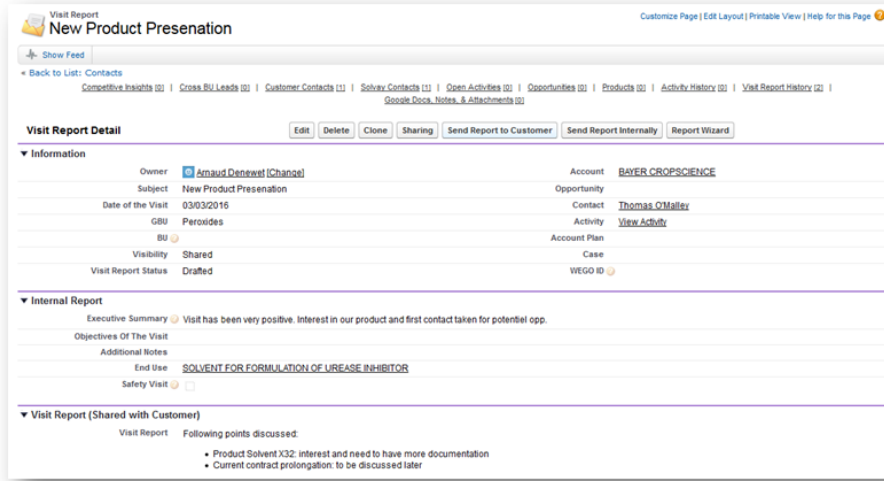 Visit Report
New Product Presenation
Customize Page | Edit Layout | Printable View | Help for this Page ?
Show Feed
« Back to List: Contacts
Competitive Insights [0] | Cross BU Leads [0] | Customer Contacts [1] | Solvay Contacts [1] | Open Activities [0] | Opportunities [0] | Products [0] | Activity History [0] | Visit Report History [2] |
Google Docs, Notes, & Attachments [0]
Visit Report Detail Edit Delete Clone Sharing Send Report to Customer Send Report Internally Report Wizard
▼ Information
Owner Arnaud Denewet [Change] Account BAYER CROPSCIENCE
Subject New Product Presenation Opportunity
Date of the Visit 03/03/2016 Contact Thomas O'Malley
GBU Peroxides Activity View Activity
BU Account Plan
Visibility Shared Case
Visit Report Status Drafted WEGO ID
▼ Internal Report
Executive Summary Visit has been very positive. Interest in our product and first contact taken for potentiel opp.
Objectives Of The Visit
Additional Notes
End Use SOLVENT FOR FORMULATION OF UREASE INHIBITOR
Safety Visit
▼ Visit Report (Shared with Customer)
Visit Report Following points discussed:
• Product Solvent X32: interest and need to have more documentation
• Current contract prolongation: to be discussed later